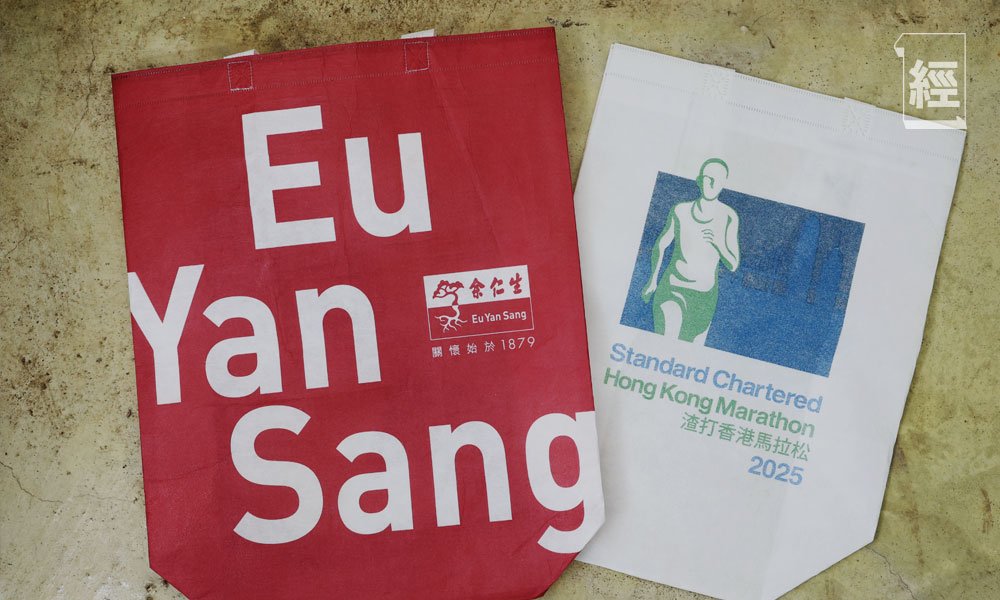 Eu
Yan
Sang
余仁生
Eu Yan Sang
關懷始於1879
Standard Chartered
Hong Kong Marathon
渣打香港馬拉松
2025
經